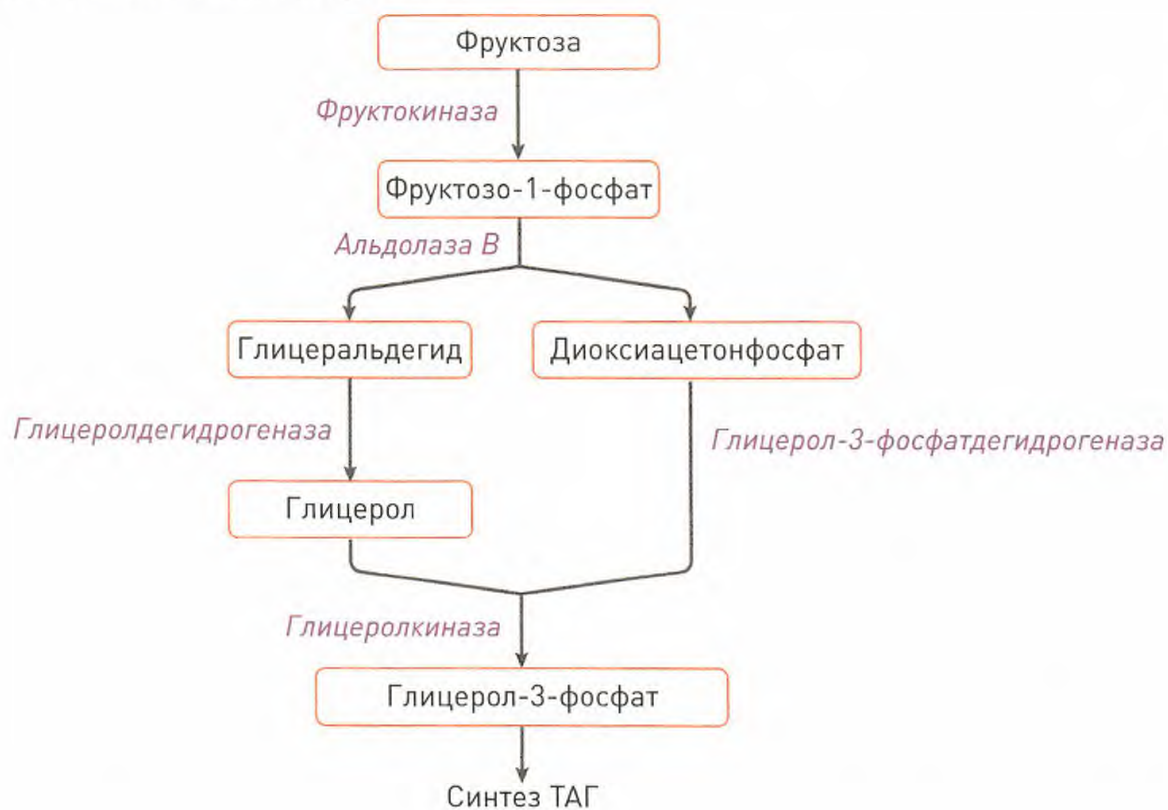 Фруктоза
Фруктокиназа
Фруктозо-1-фосфат
Альдолаза В
Глицеральдегид
Диоксиацетонфосфат
Глицеролдегидрогеназа
Глицерол-3-фосфатдегидрогеназа
Глицерол
Глицеролкиназа
Глицерол-3-фосфат
Синтез ТАГ